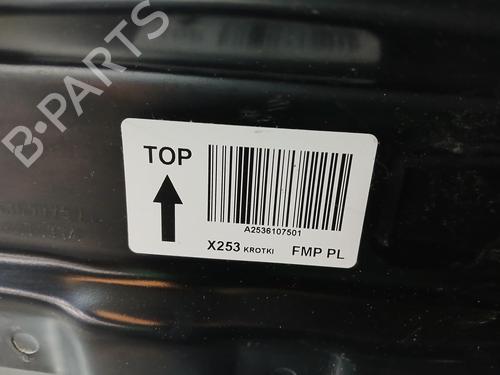 B-PARTS
TOP
A2536107501
X253 KROTKI FMP PL